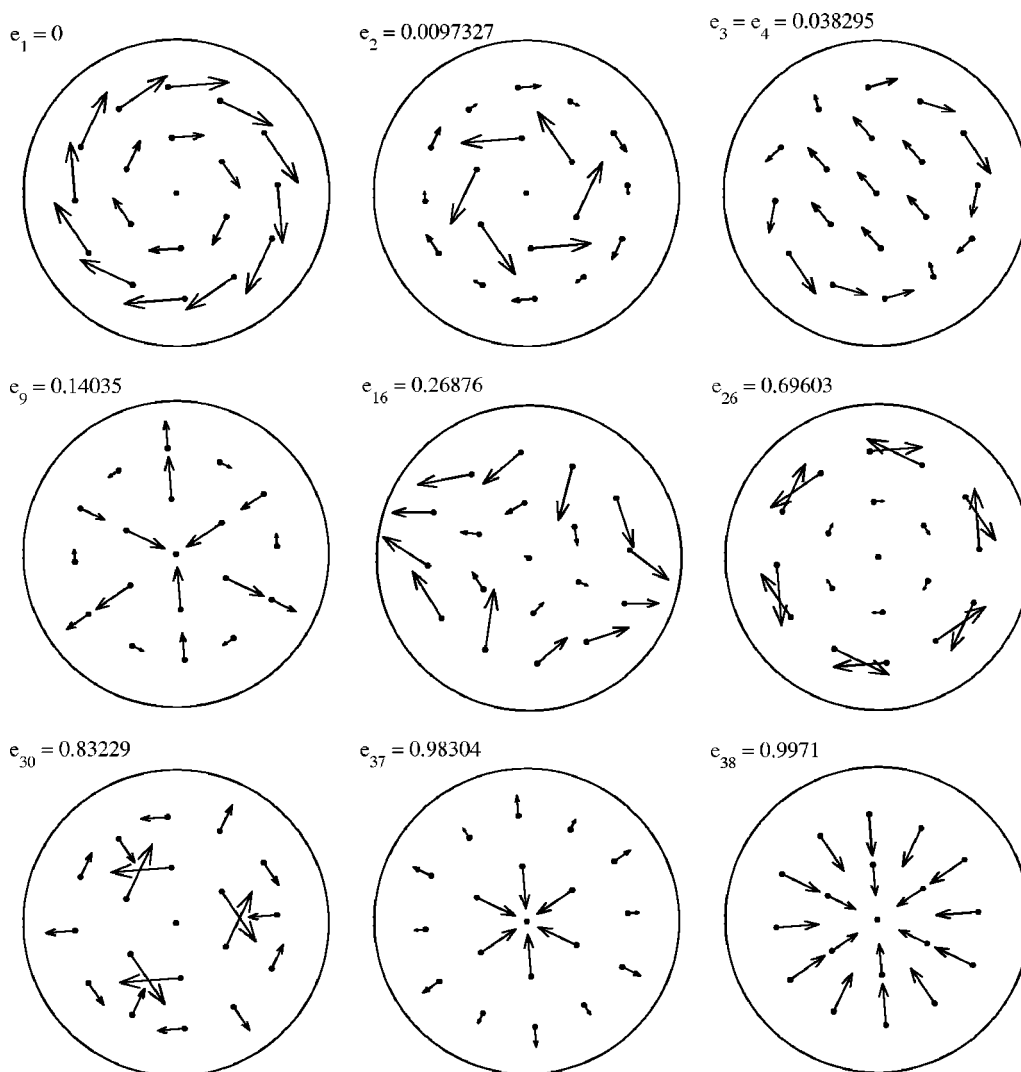 e₁ = 0
e₂ = 0.0097327
e₃ = e₄ = 0.038295
e₉ = 0.14035
e₁₆ = 0.26876
e₂₆ = 0.69603
e₃₀ = 0.83229
e₃₇ = 0.98304
e₃₈ = 0.9971